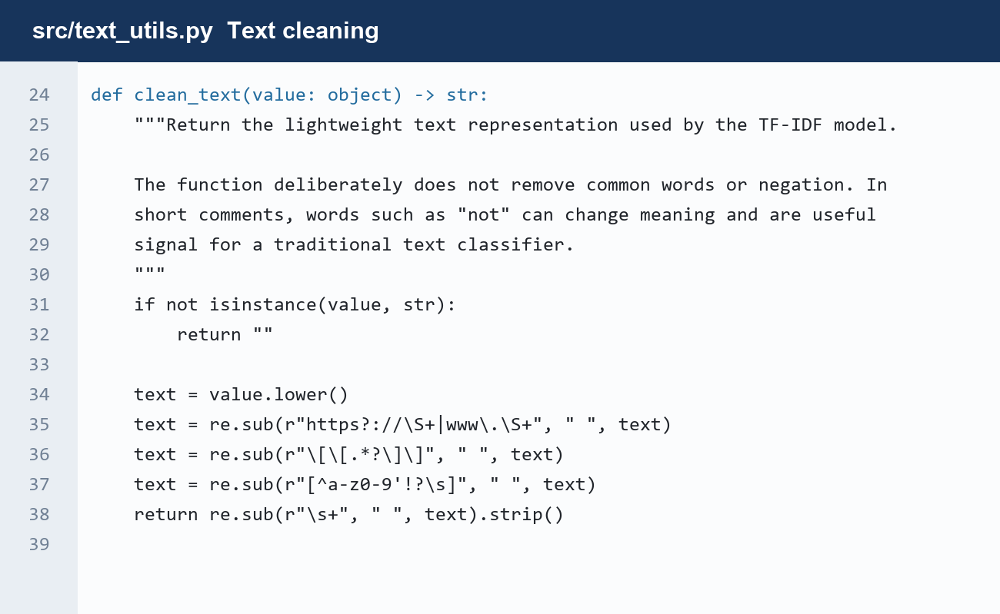 src/text_utils.py  Text cleaning
24 def clean_text(value: object) -> str:
25     """Return the lightweight text representation used by the TF-IDF model.
26
27     The function deliberately does not remove common words or negation. In
28     short comments, words such as "not" can change meaning and are useful
29     signal for a traditional text classifier.
30     """
31     if not isinstance(value, str):
32         return ""
33
34     text = value.lower()
35     text = re.sub(r"https?://\S+|www\.\S+", " ", text)
36     text = re.sub(r"\[\[.*?\]\]", " ", text)
37     text = re.sub(r"[^a-z0-9'!?\s]", " ", text)
38     return re.sub(r"\s+", " ", text).strip()
39